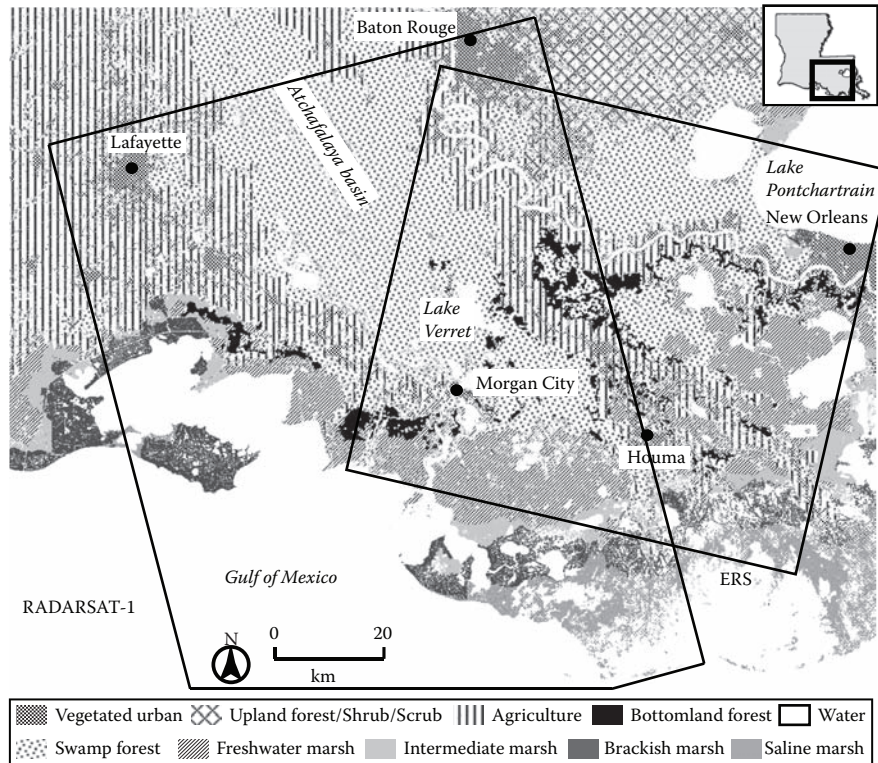 Baton Rouge
Atchafalaya basin
Lafayette
Lake
Pontchartrain
New Orleans
Lake
Verret
Morgan City
Houma
Gulf of Mexico
ERS
RADARSAT-1
N
0 20
km
Vegetated urban Upland forest/Shrub/Scrub Agriculture Bottomland forest Water
Swamp forest Freshwater marsh Intermediate marsh Brackish marsh Saline marsh